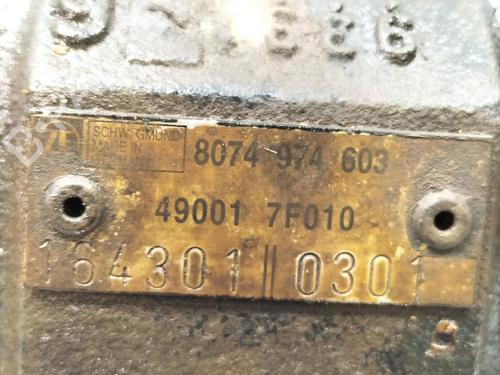 SCHW. GMÜND
MADE IN
8074 974 603
49001 7F010
164301 0301